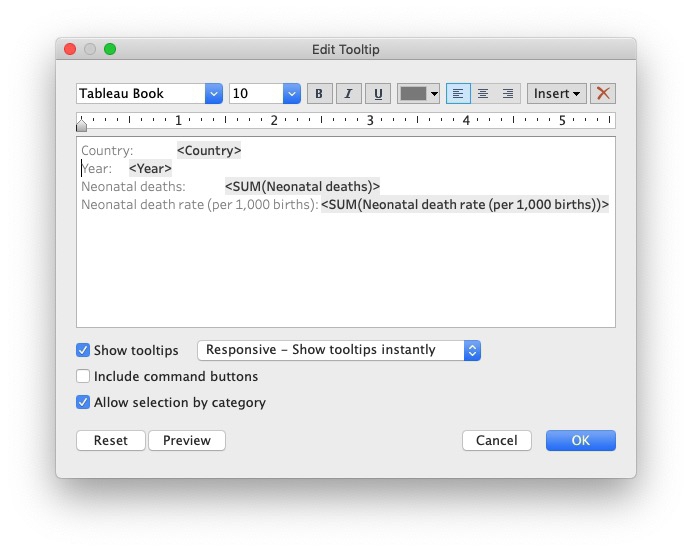 Edit Tooltip
Tableau Book 10 B I U Insert
1 2 3 4 5
Country: <Country>
Year: <Year>
Neonatal deaths: <SUM(Neonatal deaths)>
Neonatal death rate (per 1,000 births): <SUM(Neonatal death rate (per 1,000 births))>
Show tooltips Responsive – Show tooltips instantly
Include command buttons
Allow selection by category
Reset Preview Cancel OK